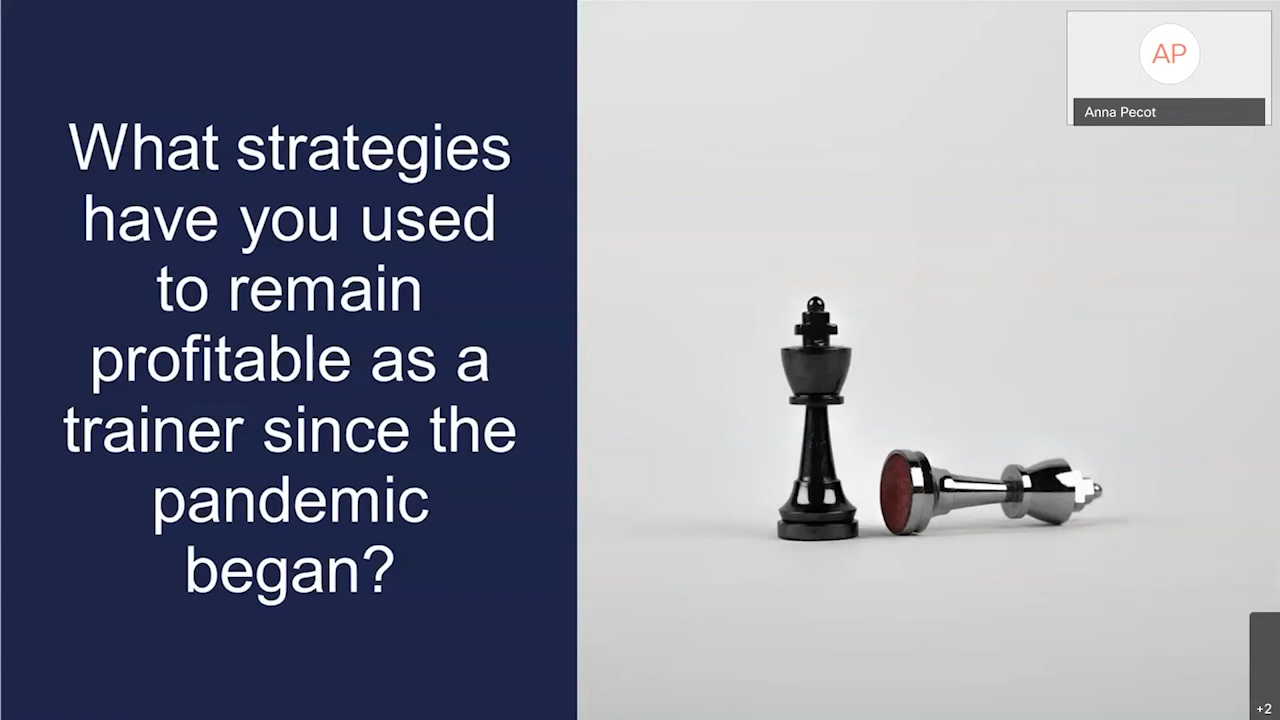 What strategies
have you used
to remain
profitable as a
trainer since the
pandemic
began?
AP
Anna Pecot
+2